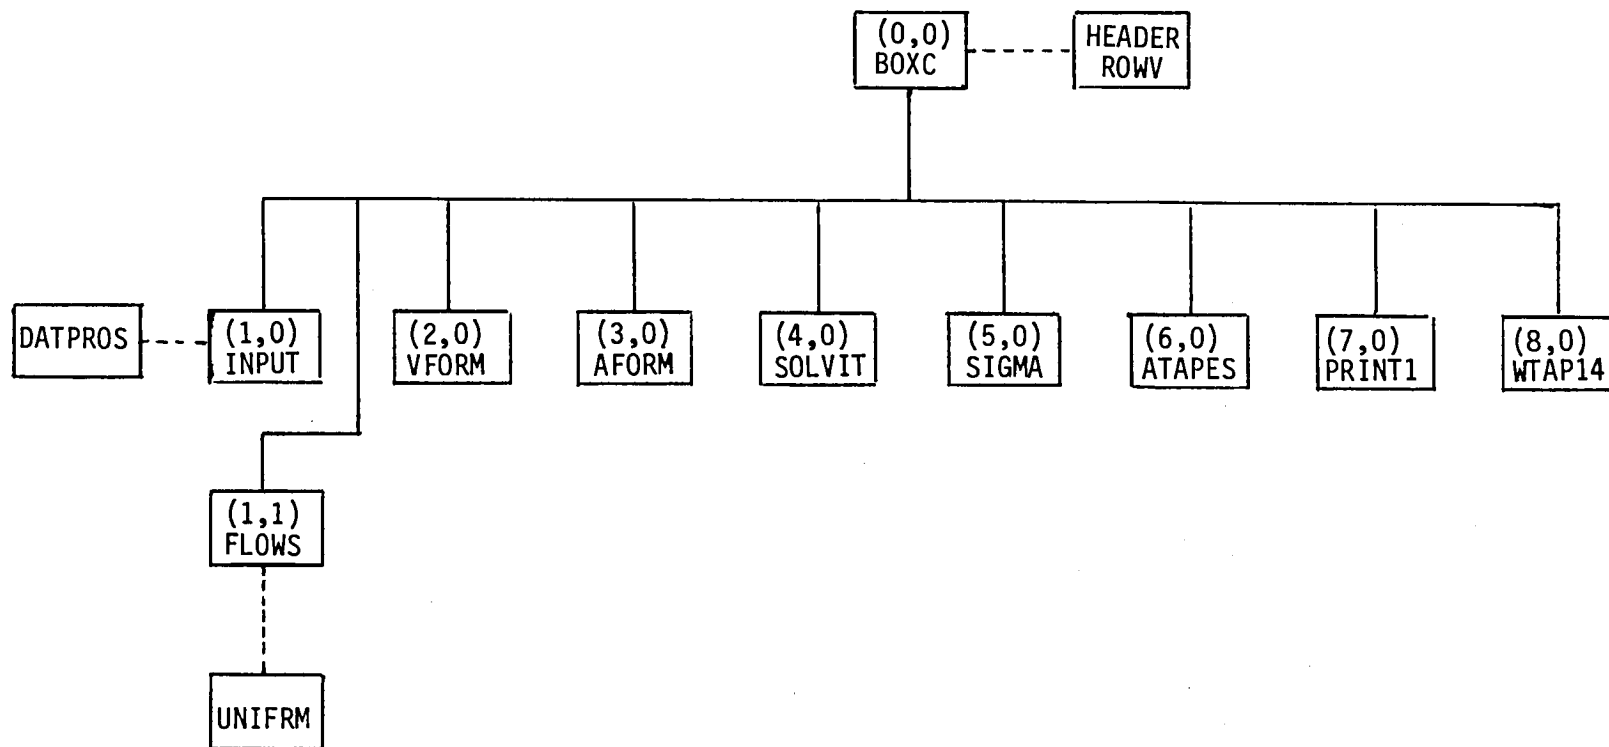 (0,0)
BOXC
HEADER
ROWV
DATPROS
(1,0)
INPUT
(2,0)
VFORM
(3,0)
AFORM
(4,0)
SOLVIT
(5,0)
SIGMA
(6,0)
ATAPES
(7,0)
PRINT1
(8,0)
WTAP14
(1,1)
FLOWS
UNIFRM